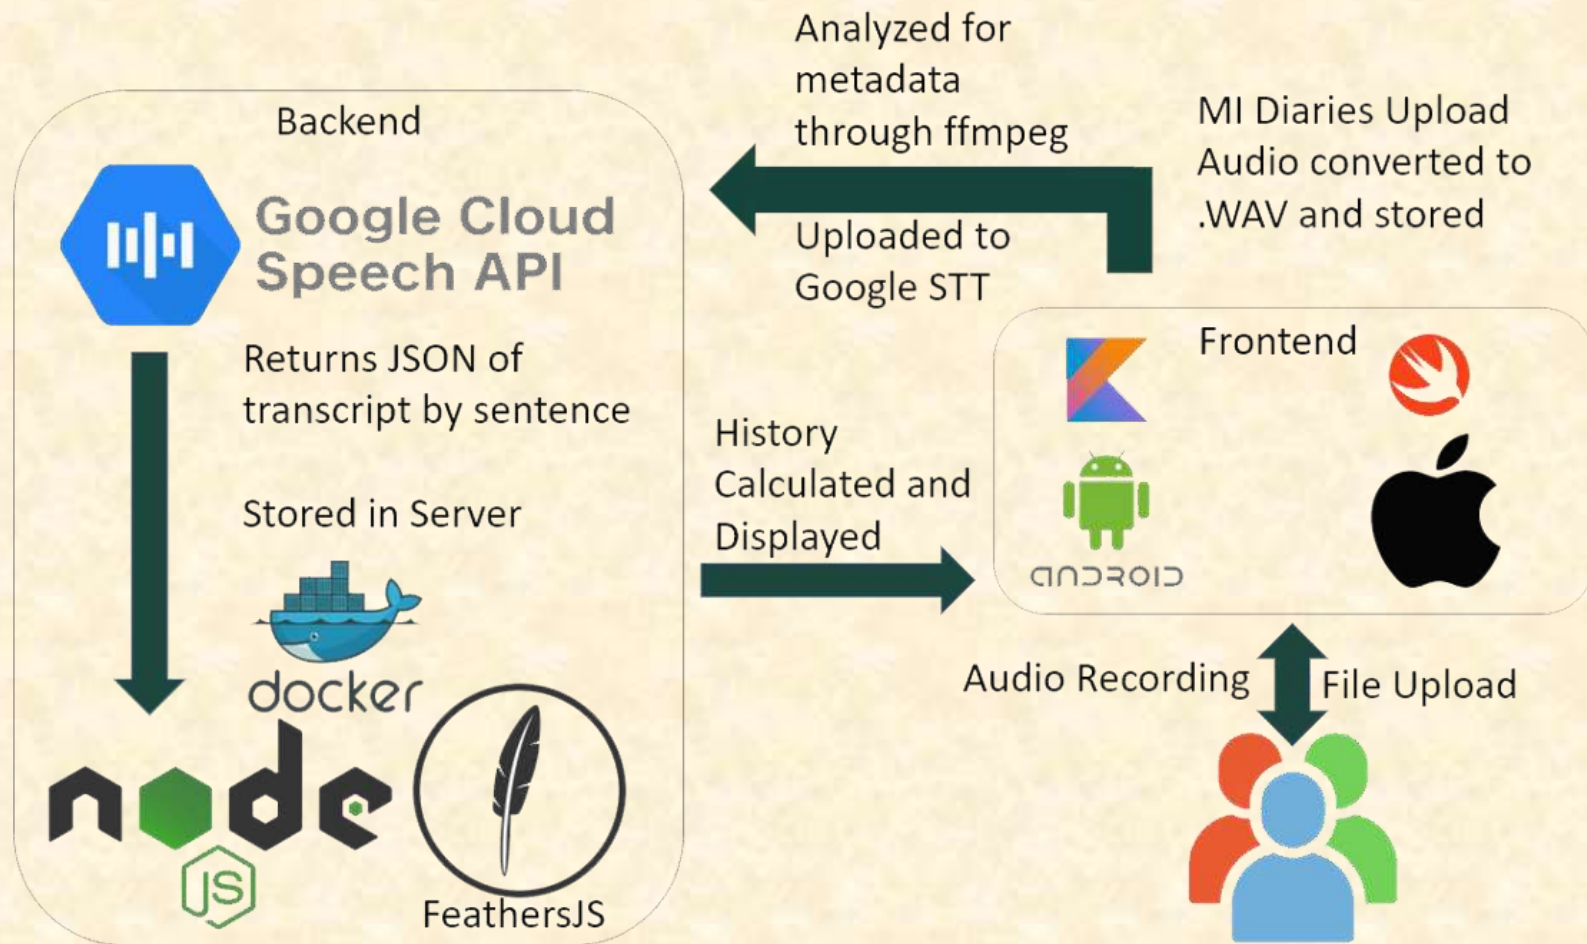 Analyzed for
metadata
through ffmpeg
MI Diaries Upload
Audio converted to
.WAV and stored
Backend
Google Cloud
Speech API
Uploaded to
Google STT
Returns JSON of
transcript by sentence
Stored in Server
docker
node
JS
FeathersJS
History
Calculated and
Displayed
Frontend
ANDROID
Audio Recording
File Upload